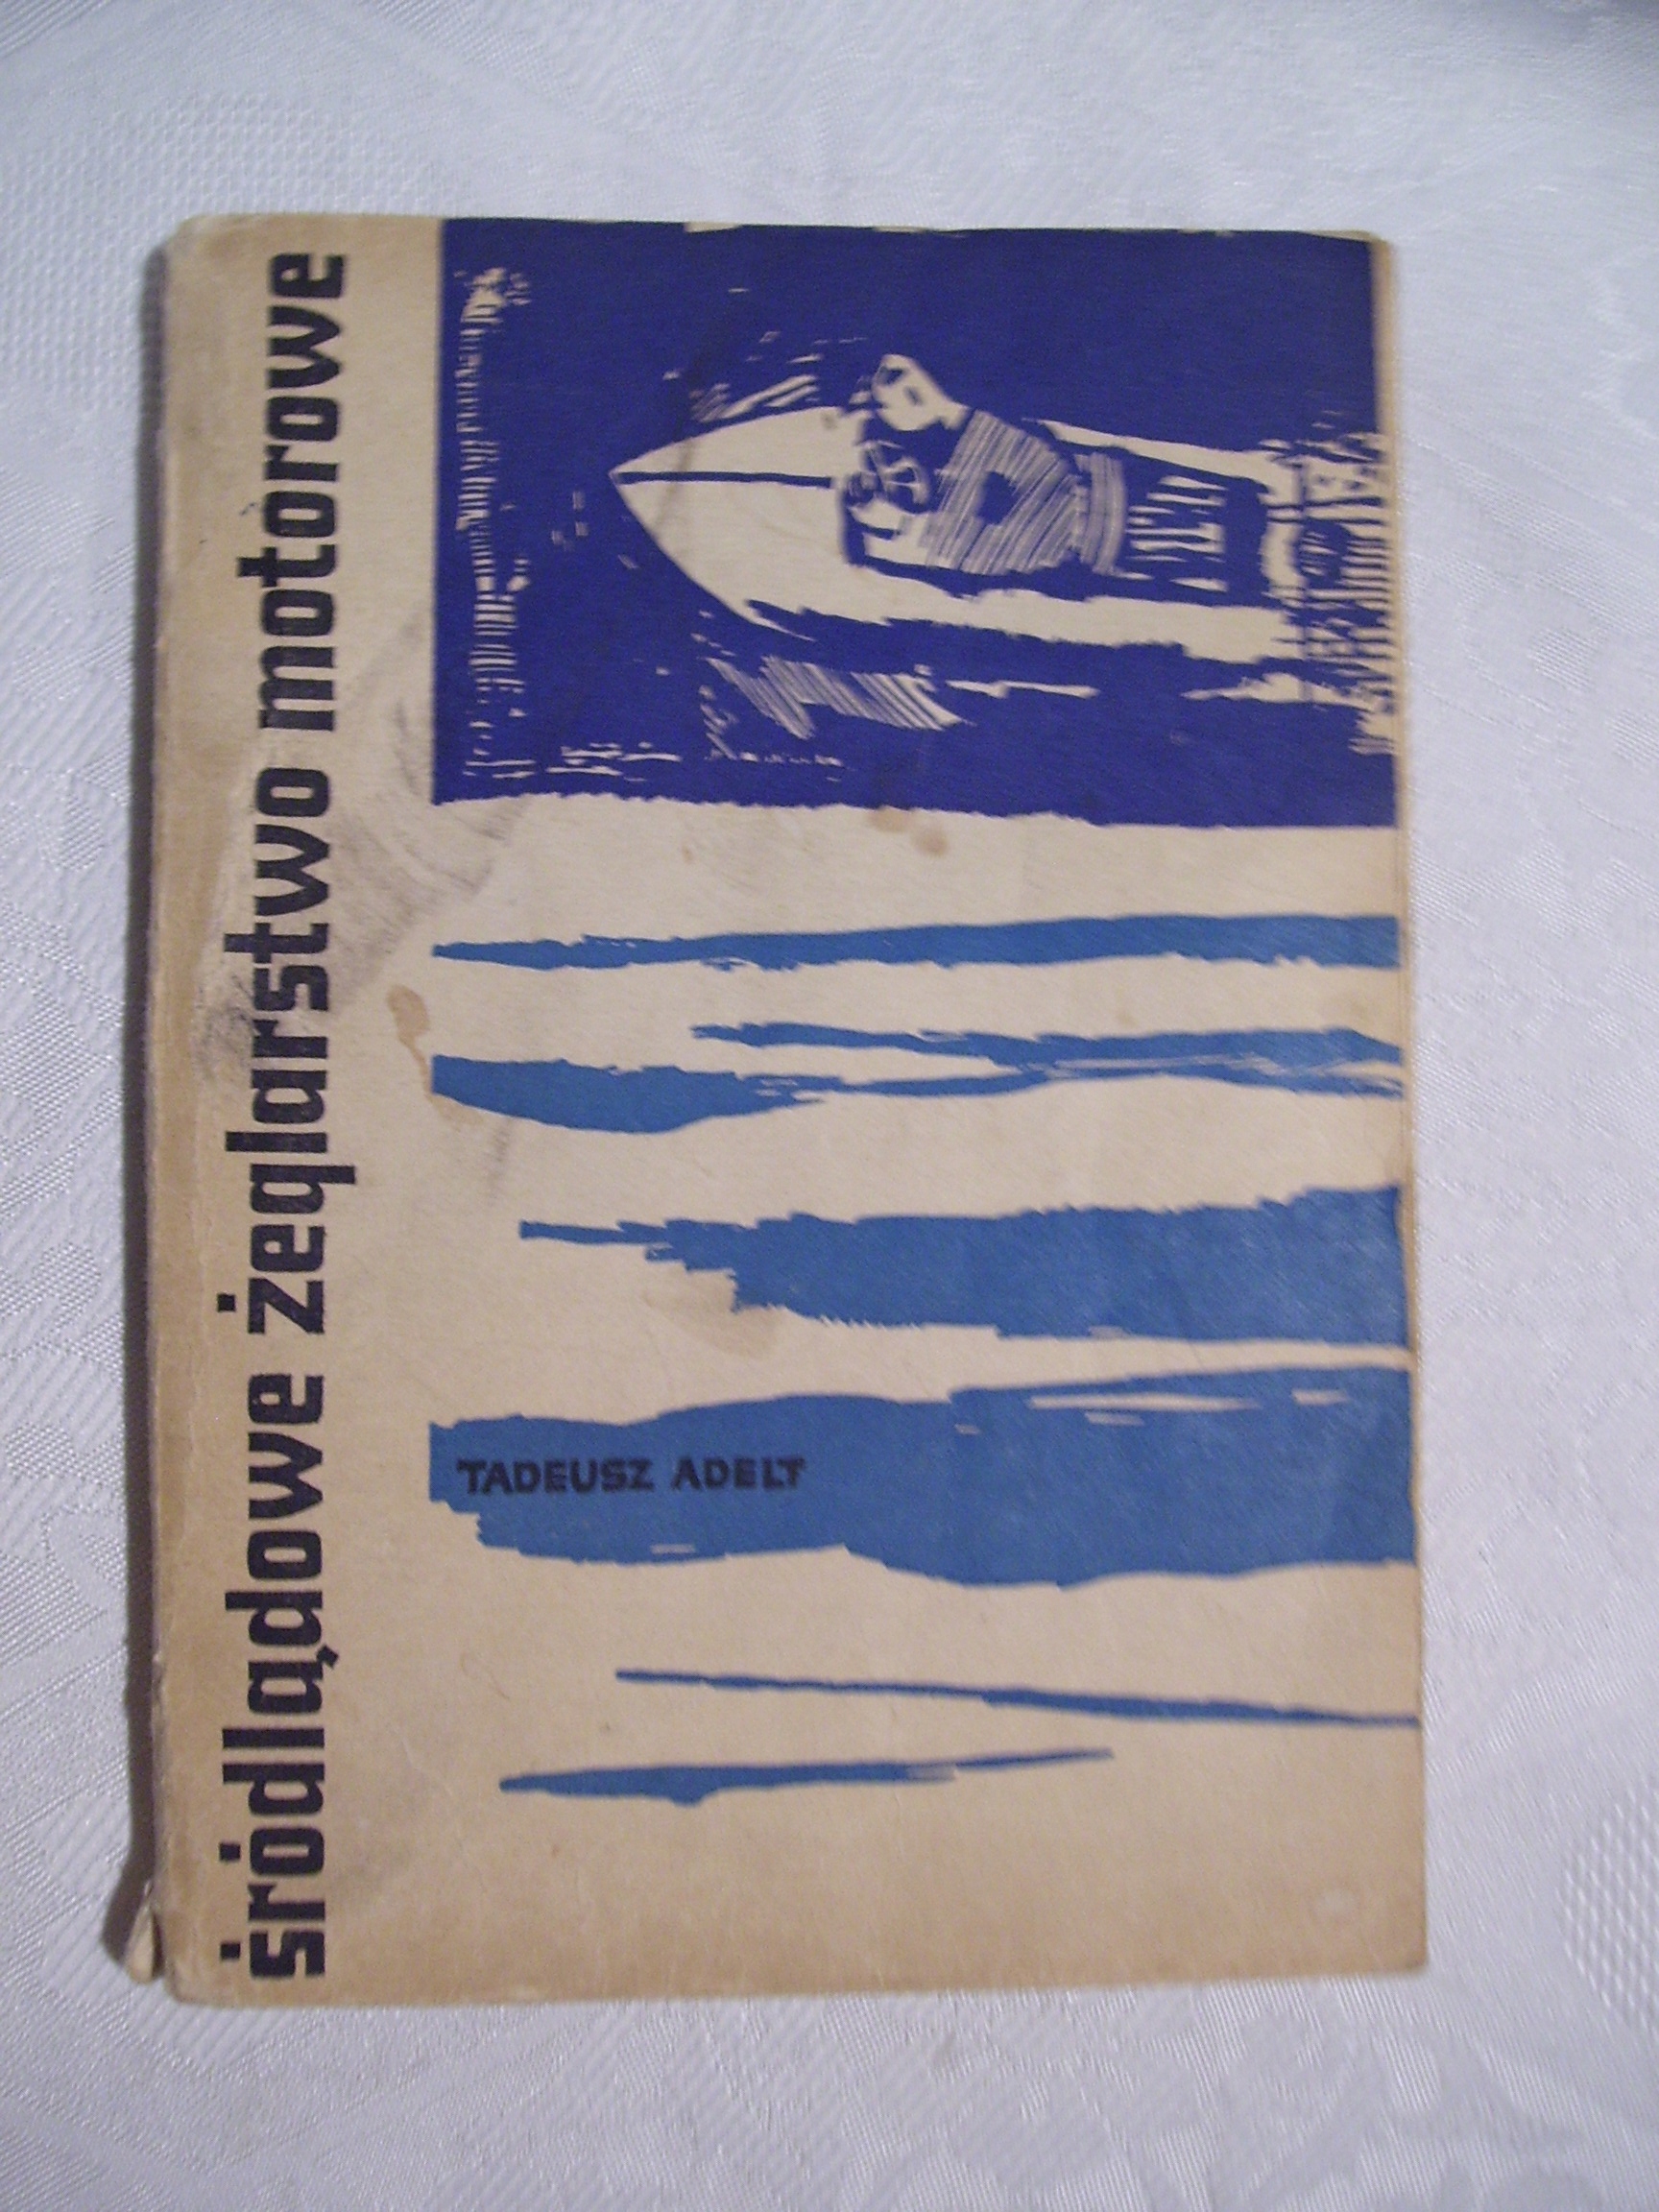 śródlądowe żeglarstwo motorowe
TADEUSZ ADELT